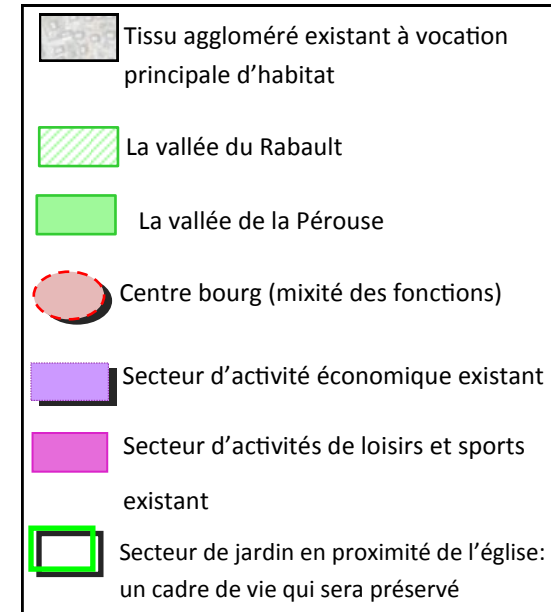 Tissu aggloméré existant à vocation
principale d’habitat
La vallée du Rabault
La vallée de la Pérouse
Centre bourg (mixité des fonctions)
Secteur d’activité économique existant
Secteur d’activités de loisirs et sports
existant
Secteur de jardin en proximité de l’église:
un cadre de vie qui sera préservé